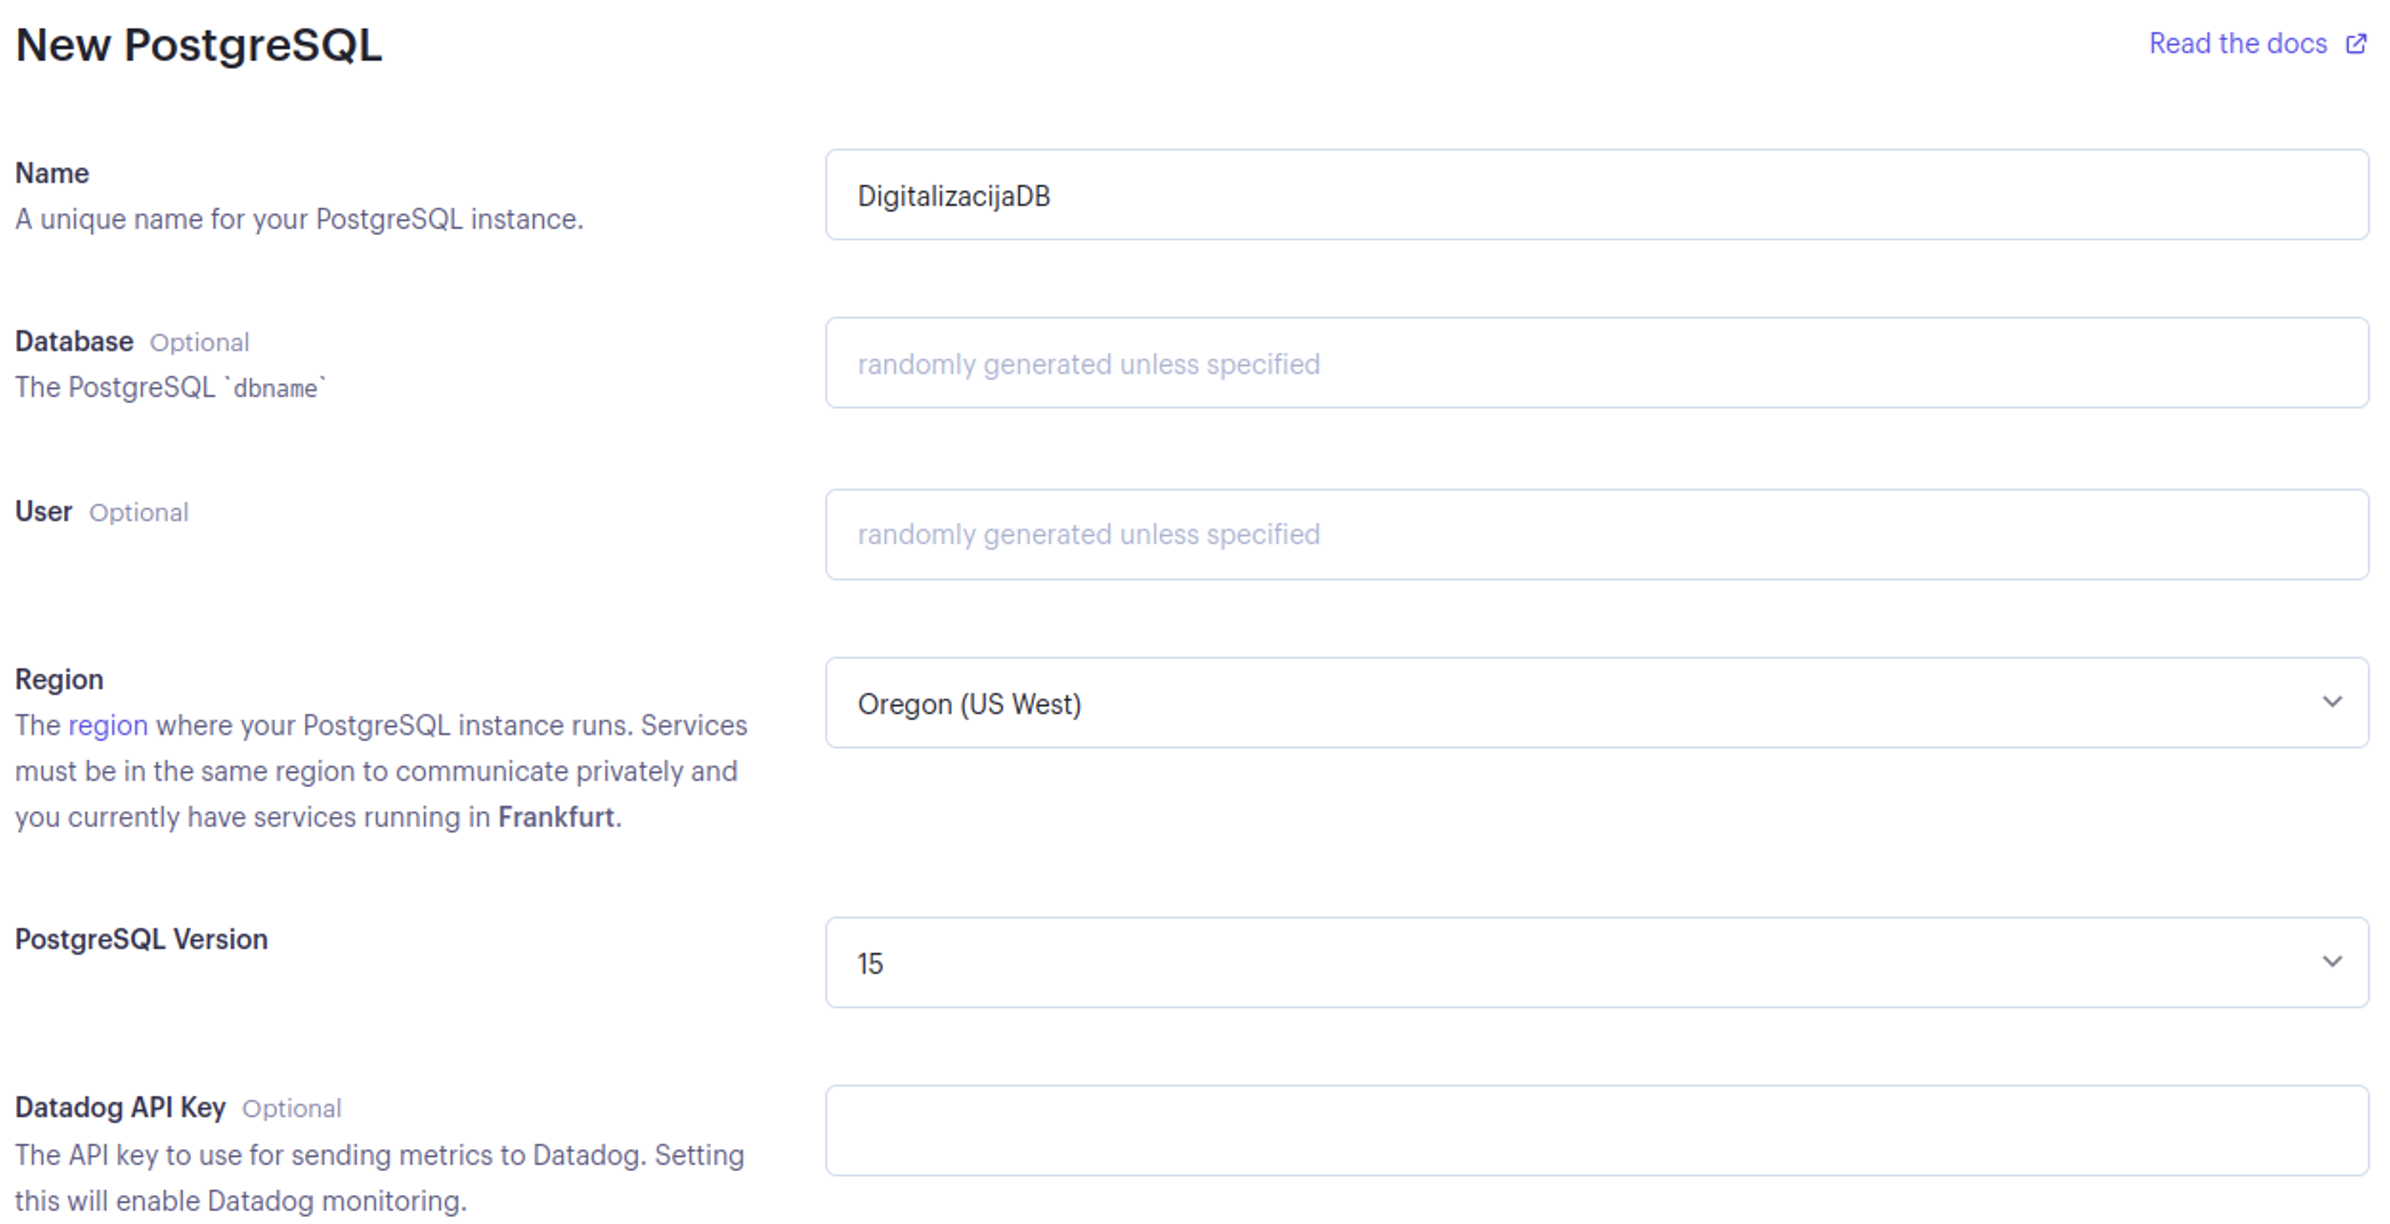 New PostgreSQL
Read the docs
Name
A unique name for your PostgreSQL instance.
DigitalizacijaDB
Database Optional
The PostgreSQL `dbname`
randomly generated unless specified
User Optional
randomly generated unless specified
Region
The region where your PostgreSQL instance runs. Services
must be in the same region to communicate privately and
you currently have services running in Frankfurt.
Oregon (US West)
PostgreSQL Version
15
Datadog API Key Optional
The API key to use for sending metrics to Datadog. Setting
this will enable Datadog monitoring.